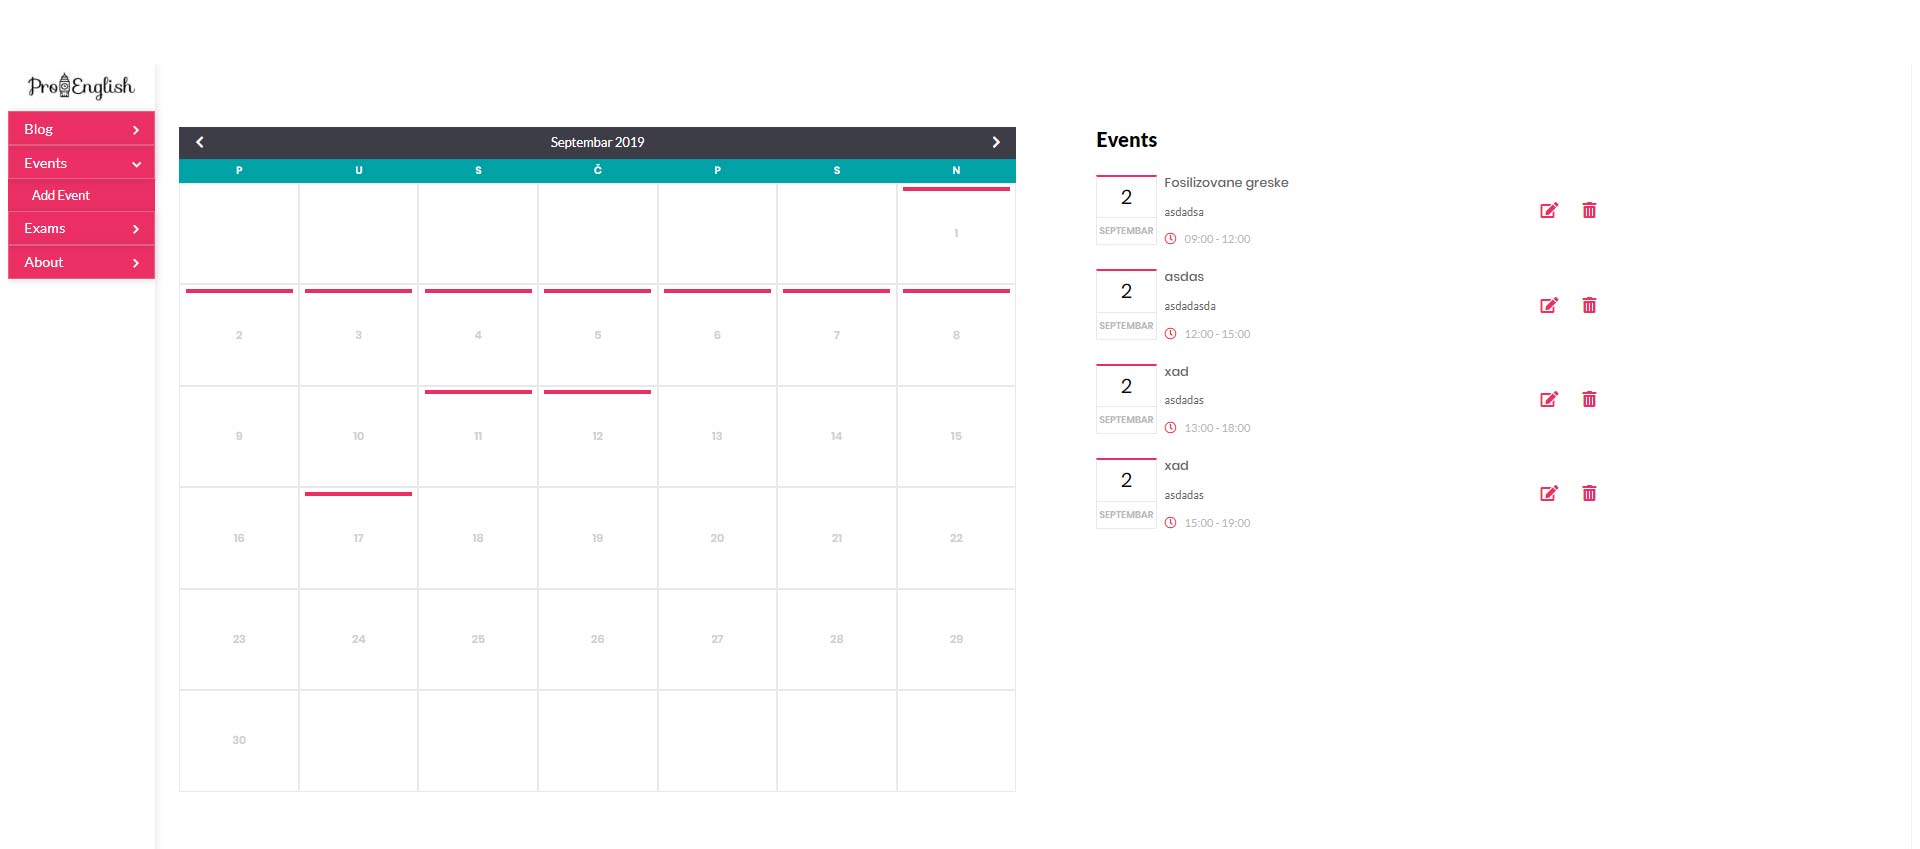 Pro English
Blog
Events
Add Event
Exams
About
Septembar 2019
P U S Č P S N
1
2 3 4 5 6 7 8
9 10 11 12 13 14 15
16 17 18 19 20 21 22
23 24 25 26 27 28 29
30
Events
2
SEPTEMBAR
Fosilizovane greske
asdadsa
09:00 - 12:00
2
SEPTEMBAR
asdas
asdadasda
12:00 - 15:00
2
SEPTEMBAR
xad
asdadas
13:00 - 18:00
2
SEPTEMBAR
xad
asdadas
15:00 - 19:00